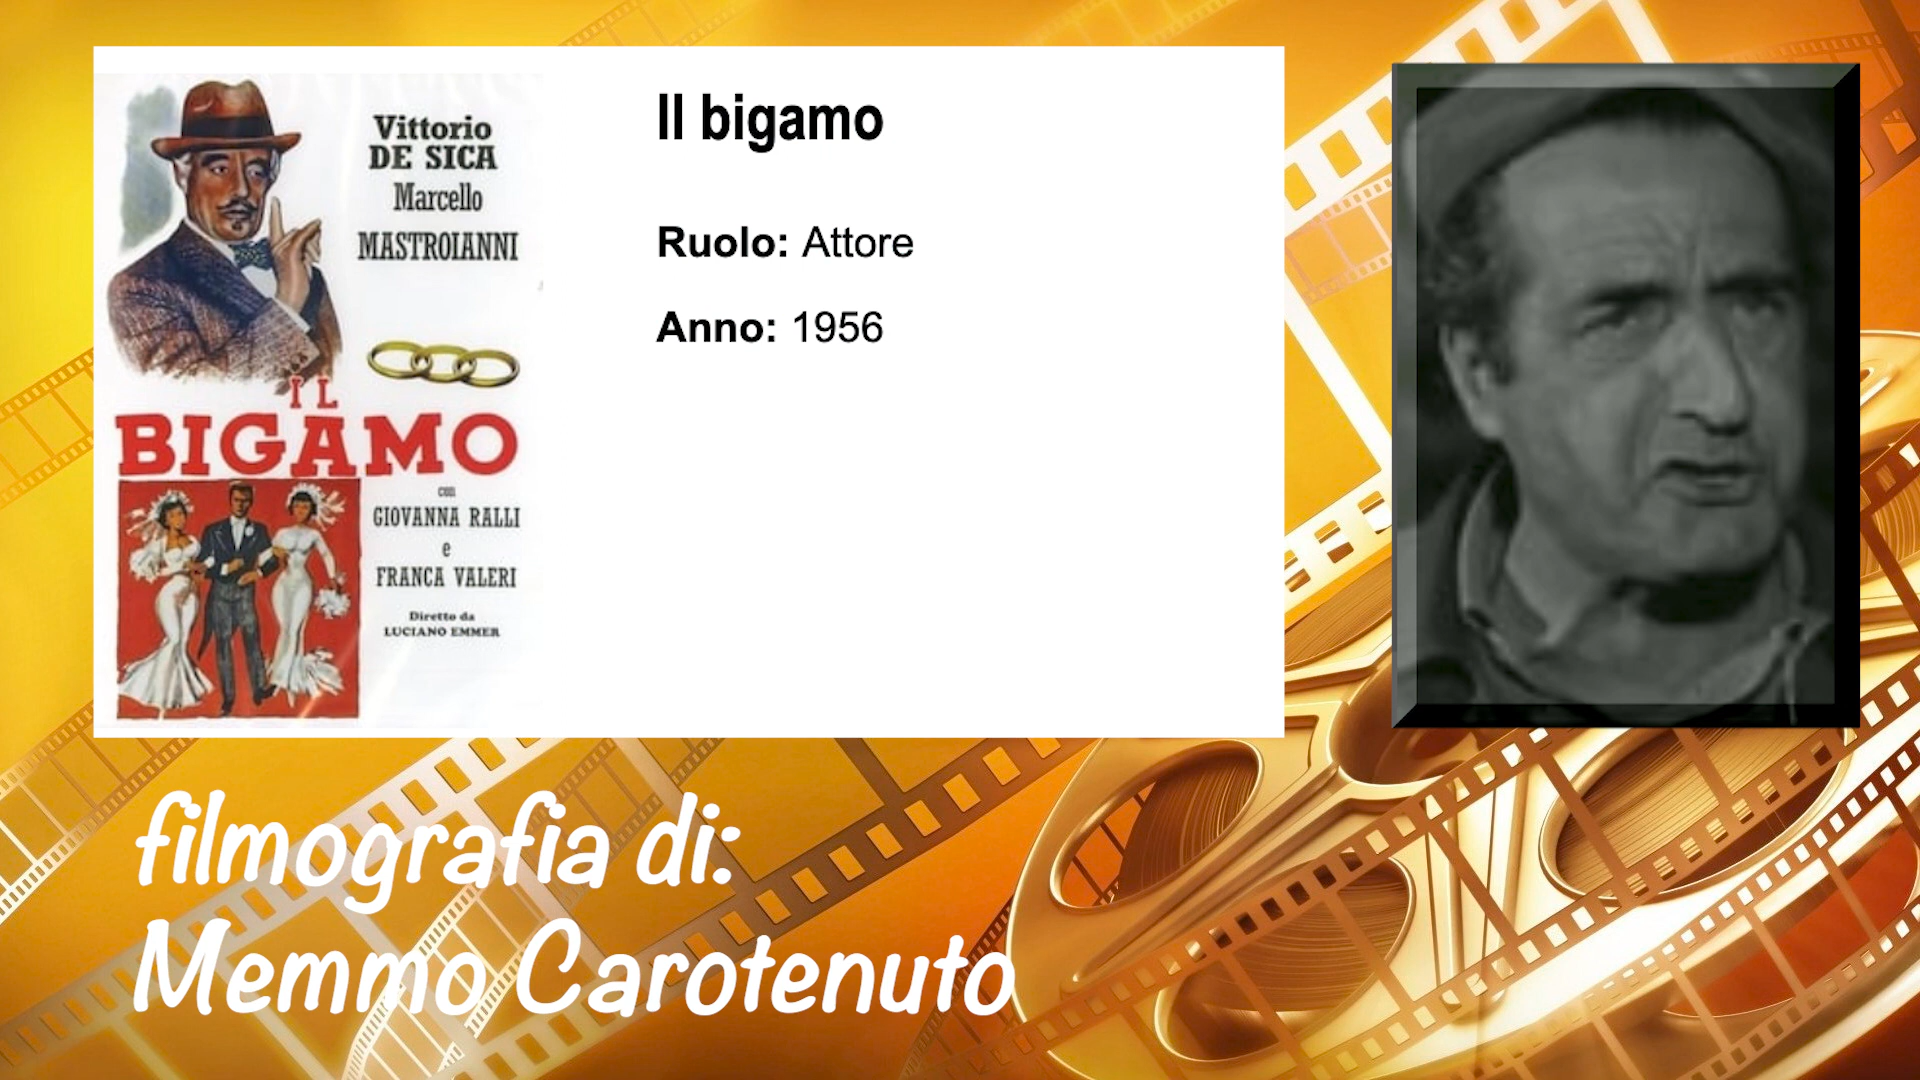 Vittorio
DE SICA
Marcello
MASTROIANNI
IL
BIGAMO
con
GIOVANNA RALLI
e
FRANCA VALERI
Diretto da
LUCIANO EMMER
Il bigamo
Ruolo: Attore
Anno: 1956
filmografia di:
Memmo Carotenuto